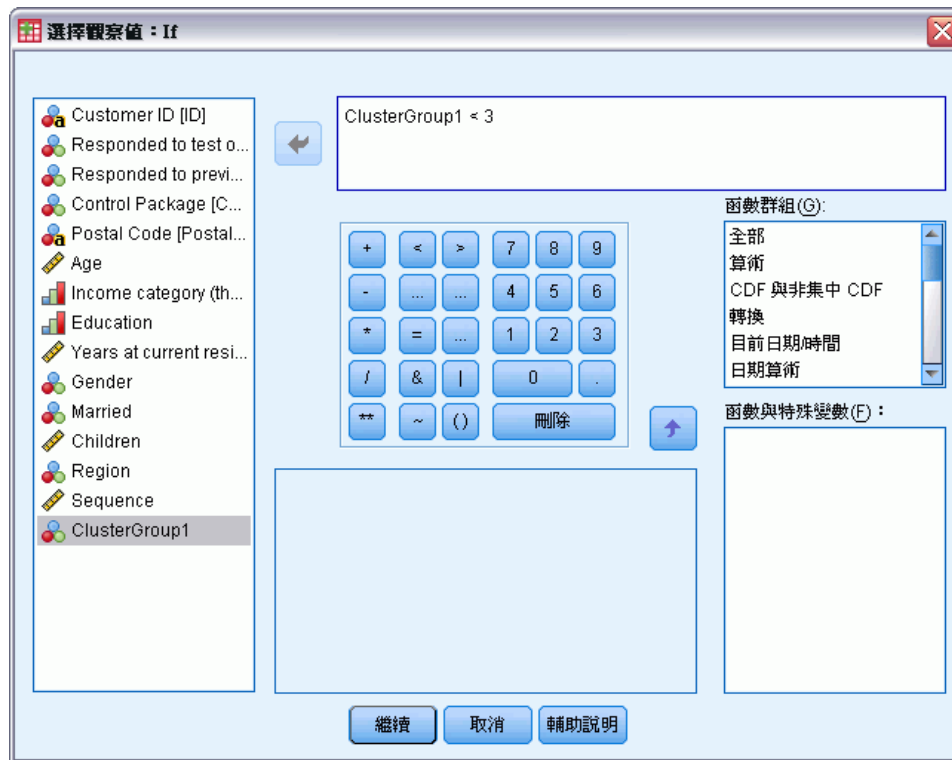 選擇觀察值：If
Customer ID [ID]
Responded to test o...
Responded to previ...
Control Package [C...
Postal Code [Postal...
Age
Income category (th...
Education
Years at current resi...
Gender
Married
Children
Region
Sequence
ClusterGroup1
ClusterGroup1 < 3
+ < > 7 8 9
- ... ... 4 5 6
* = ... 1 2 3
/ & | 0 .
** ~ () 刪除
函數群組(G):
全部
算術
CDF 與非集中 CDF
轉換
目前日期/時間
日期算術
函數與特殊變數(F)：
繼續 取消 輔助說明